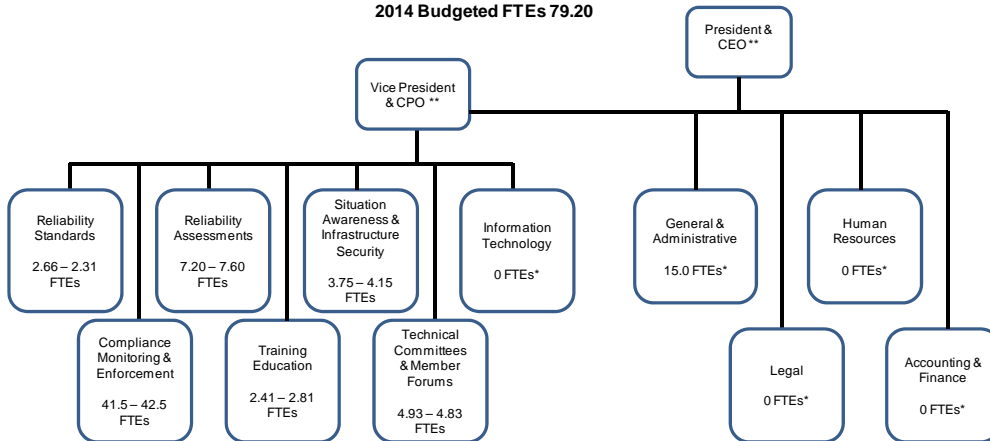 2014 Budgeted FTEs 79.20
President &
CEO **
Vice President
& CPO **
Reliability
Standards
2.66 – 2.31
FTEs
Reliability
Assessments
7.20 – 7.60
FTEs
Situation
Awareness &
Infrastructure
Security
3.75 – 4.15
FTEs
Information
Technology
0 FTEs*
General &
Administrative
15.0 FTEs*
Human
Resources
0 FTEs*
Compliance
Monitoring &
Enforcement
41.5 – 42.5
FTEs
Training
Education
2.41 – 2.81
FTEs
Technical
Committees
& Member
Forums
4.93 – 4.83
FTEs
Legal
0 FTEs*
Accounting &
Finance
0 FTEs*